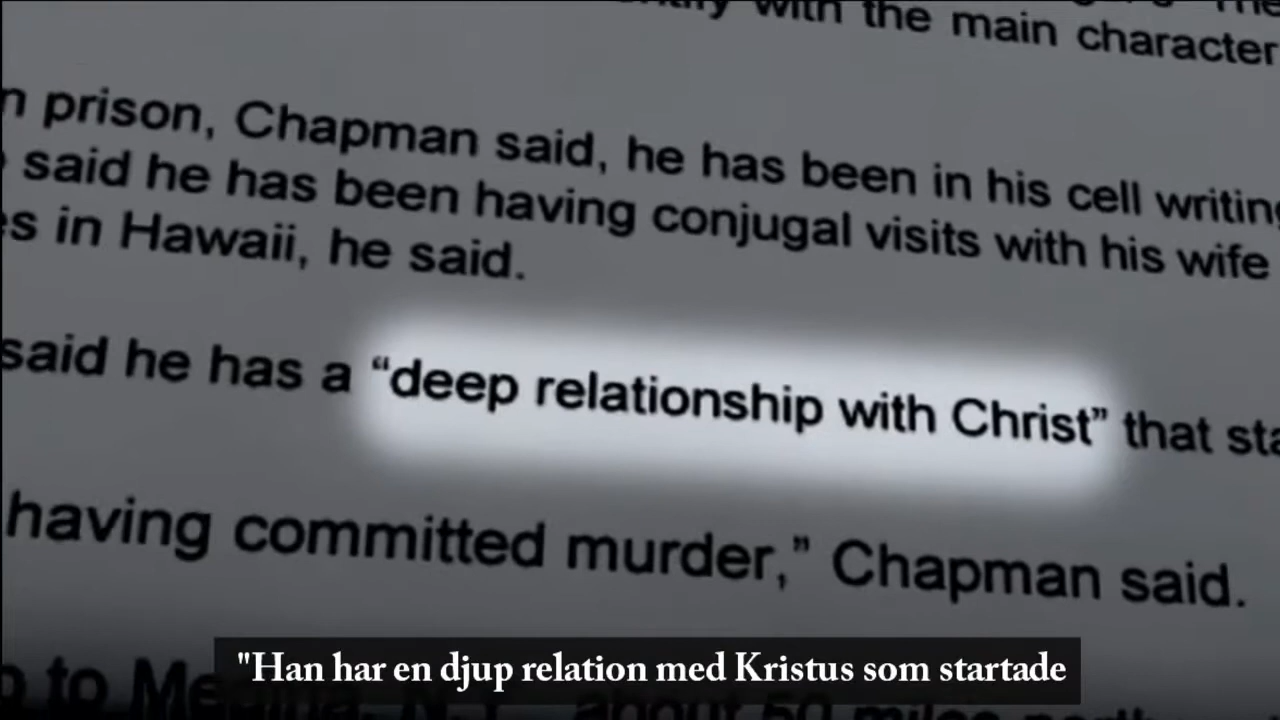 with the main character
prison, Chapman said, he has been in his cell writing
said he has been having conjugal visits with his wife
in Hawaii, he said.
said he has a “deep relationship with Christ” that
having committed murder,” Chapman said.
to
"Han har en djup relation med Kristus som startade